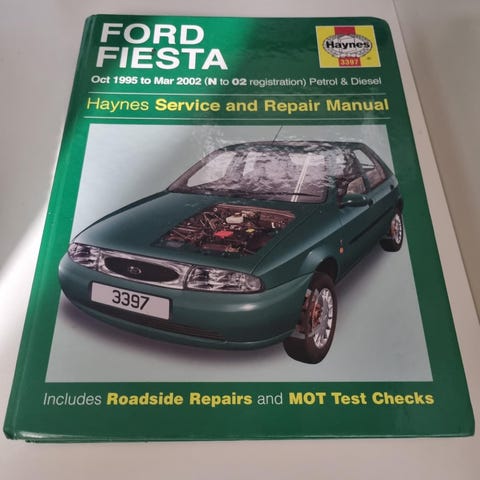 FORD
FIESTA
Haynes
3397
Oct 1995 to Mar 2002 (N to 02 registration) Petrol & Diesel
Haynes Service and Repair Manual
3397
Includes Roadside Repairs and MOT Test Checks